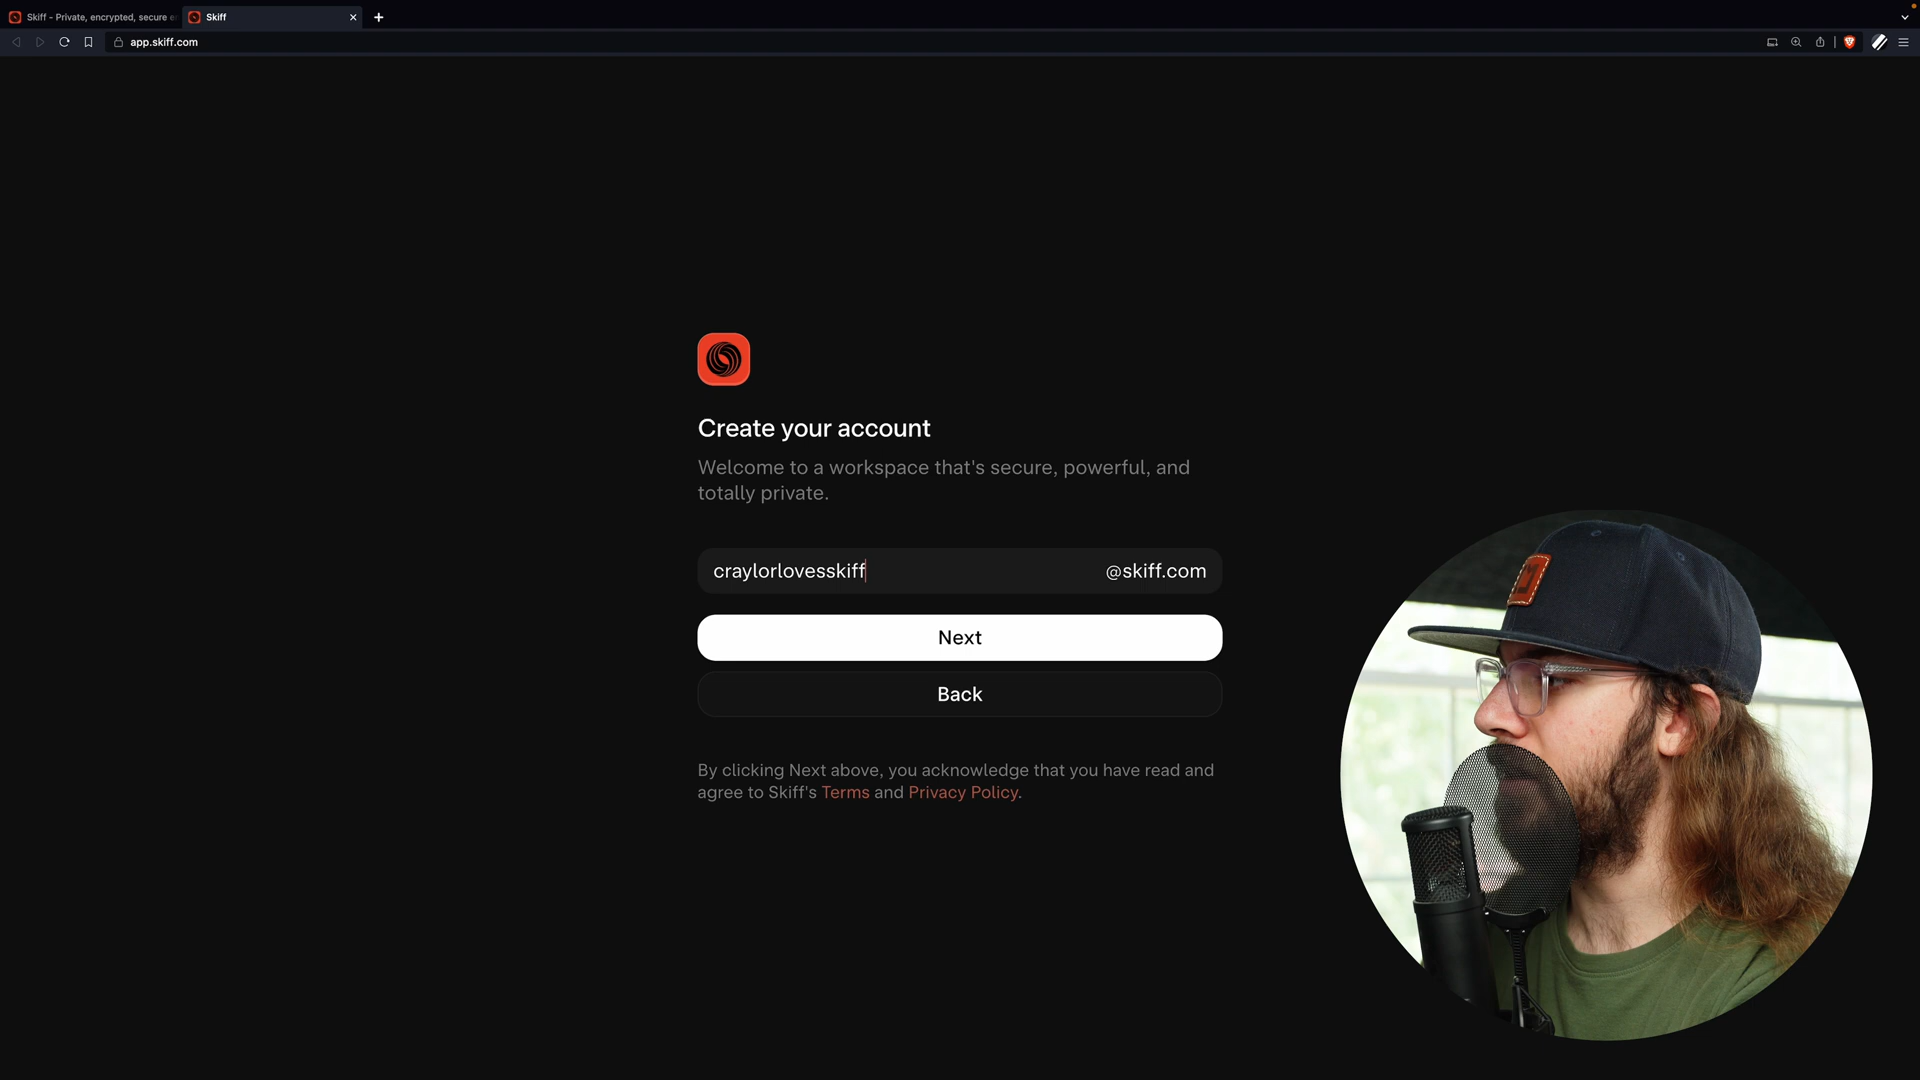 Skiff - Private, encrypted, secure e
Skiff
app.skiff.com
Create your account
Welcome to a workspace that's secure, powerful, and
totally private.
craylorlovesskiff @skiff.com
Next
Back
By clicking Next above, you acknowledge that you have read and
agree to Skiff's Terms and Privacy Policy.